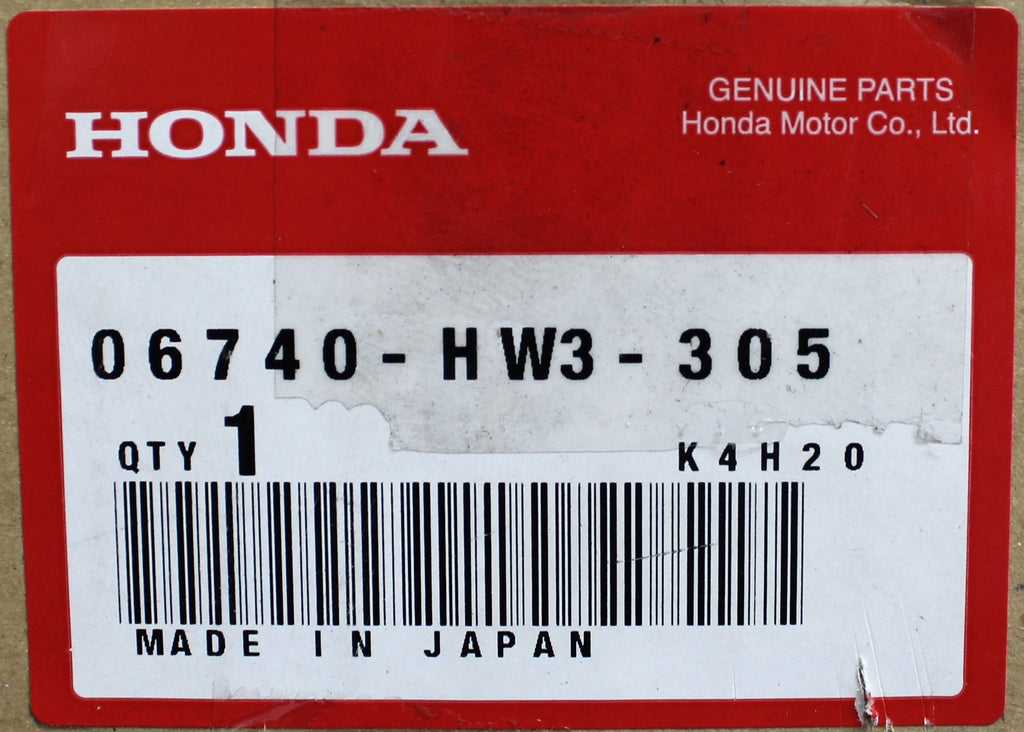 HONDA
GENUINE PARTS
Honda Motor Co., Ltd.
06740-HW3-305
QTY 1
K4H20
MADE IN JAPAN